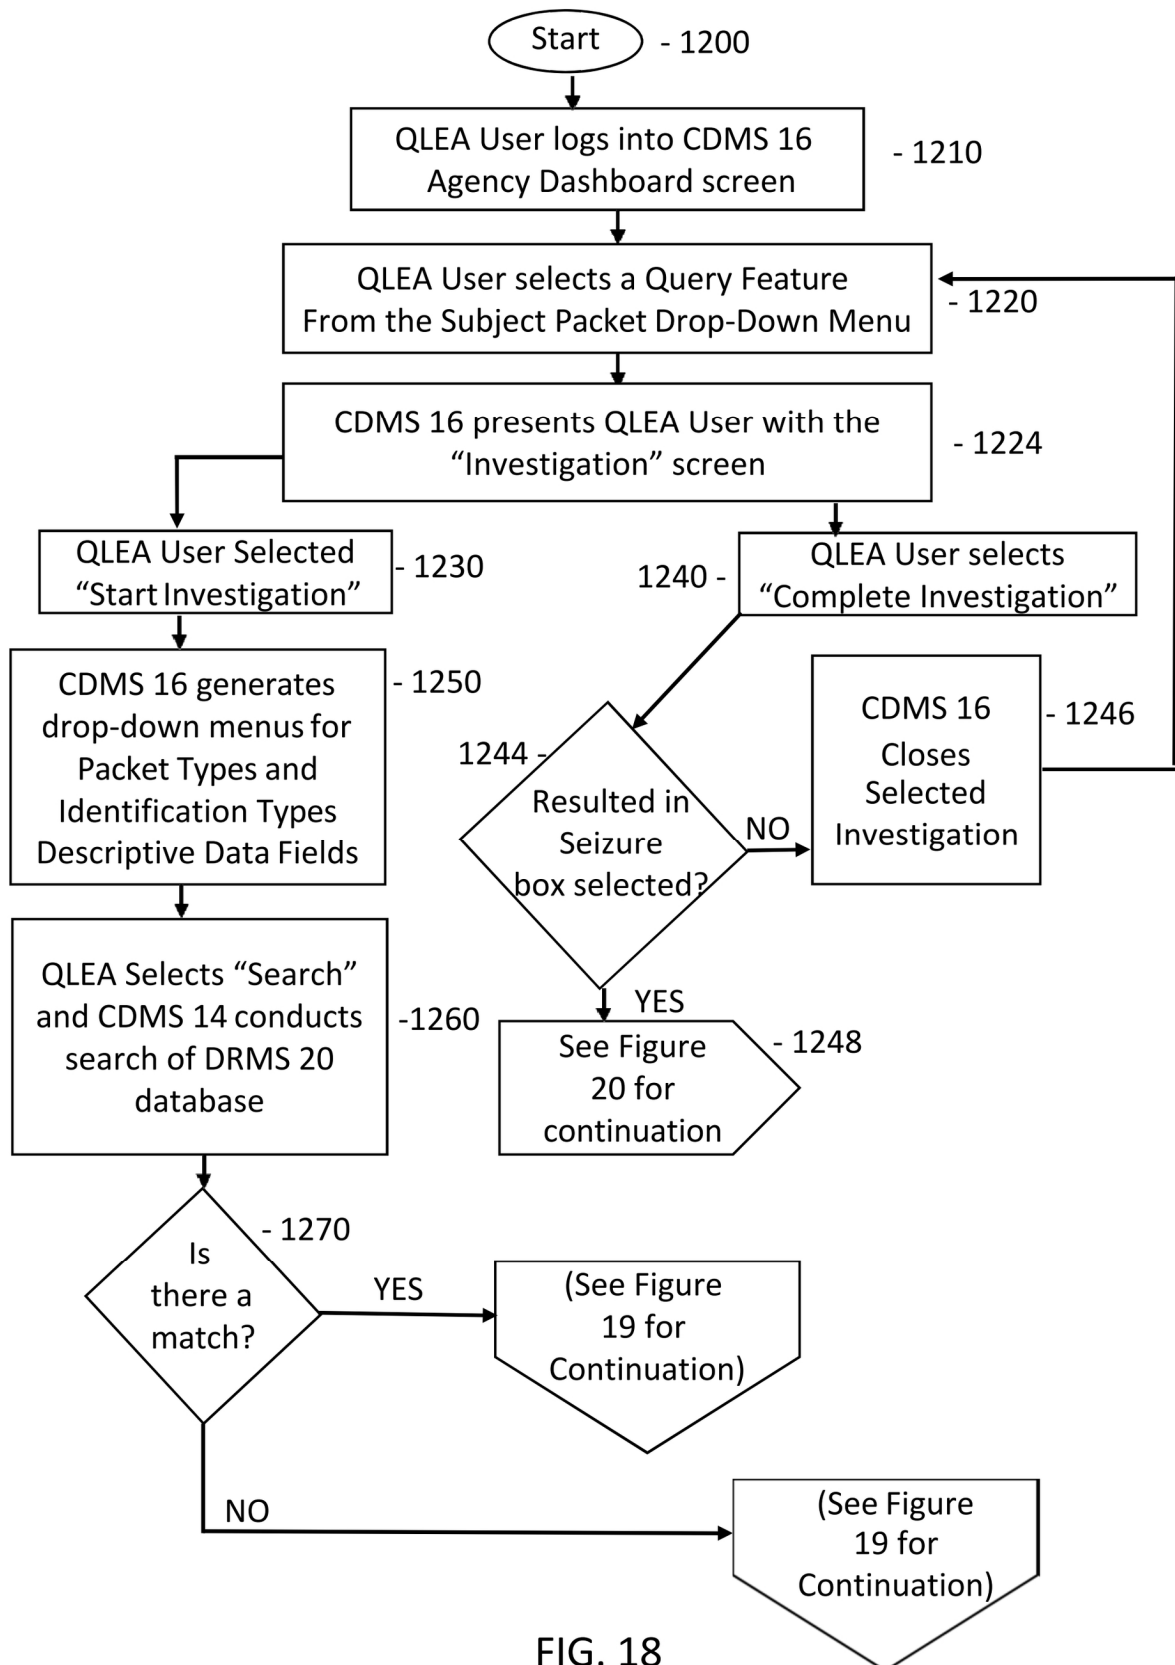 Start - 1200
QLEA User logs into CDMS 16
Agency Dashboard screen
- 1210
QLEA User selects a Query Feature
From the Subject Packet Drop-Down Menu
- 1220
CDMS 16 presents QLEA User with the
“Investigation” screen
- 1224
QLEA User Selected
“Start Investigation”
- 1230
1240 -
QLEA User selects
“Complete Investigation”
CDMS 16 generates
drop-down menus for
Packet Types and
Identification Types
Descriptive Data Fields
- 1250
1244 -
Resulted in
Seizure
box selected?
NO
CDMS 16
Closes
Selected
Investigation
- 1246
QLEA Selects “Search”
and CDMS 14 conducts
search of DRMS 20
database
-1260
YES
See Figure
20 for
continuation
- 1248
Is
there a
match?
- 1270
YES
(See Figure
19 for
Continuation)
NO
(See Figure
19 for
Continuation)
FIG. 18